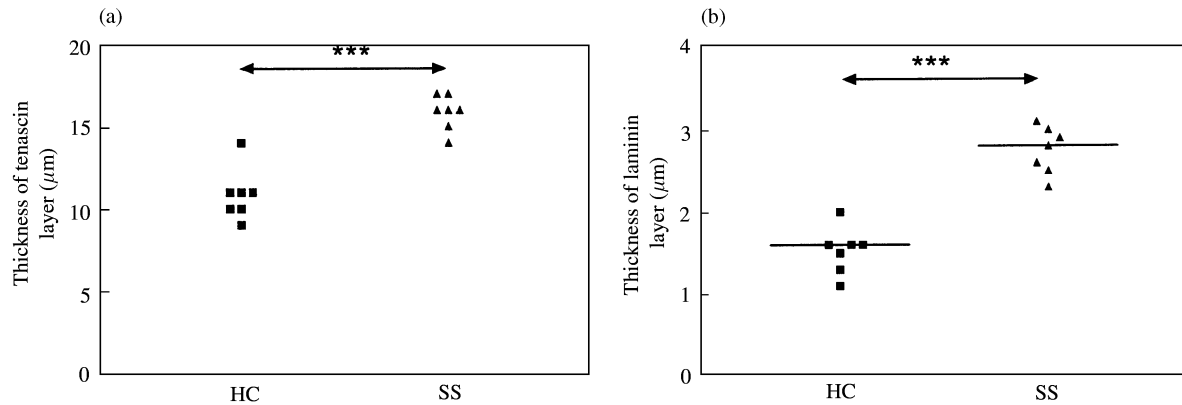 (a)
***
20
15
10
5
0
Thickness of tenascin
layer (μm)
HC SS
(b)
***
4
3
2
1
0
Thickness of laminin
layer (μm)
HC SS